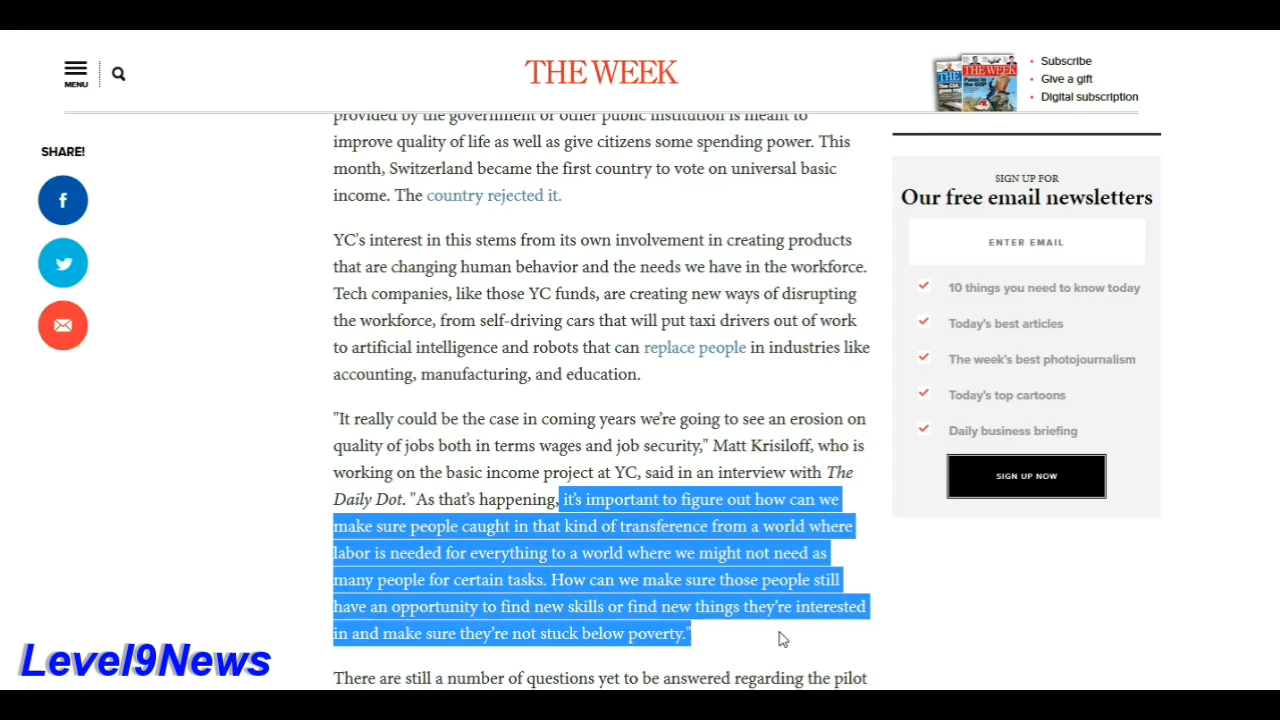 MENU
THE WEEK
Subscribe
Give a gift
Digital subscription
SHARE!
provided by the government or other public institution is meant to
improve quality of life as well as give citizens some spending power. This
month, Switzerland became the first country to vote on universal basic
income. The country rejected it.
YC's interest in this stems from its own involvement in creating products
that are changing human behavior and the needs we have in the workforce.
Tech companies, like those YC funds, are creating new ways of disrupting
the workforce, from self-driving cars that will put taxi drivers out of work
to artificial intelligence and robots that can replace people in industries like
accounting, manufacturing, and education.
"It really could be the case in coming years we're going to see an erosion on
quality of jobs both in terms wages and job security," Matt Krisiloff, who is
working on the basic income project at YC, said in an interview with The
Daily Dot. "As that's happening, it's important to figure out how can we
make sure people caught in that kind of transference from a world where
labor is needed for everything to a world where we might not need as
many people for certain tasks. How can we make sure those people still
have an opportunity to find new skills or find new things they're interested
in and make sure they're not stuck below poverty."
There are still a number of questions yet to be answered regarding the pilot
SIGN UP FOR
Our free email newsletters
ENTER EMAIL
10 things you need to know today
Today's best articles
The week's best photojournalism
Today's top cartoons
Daily business briefing
SIGN UP NOW
Level9News